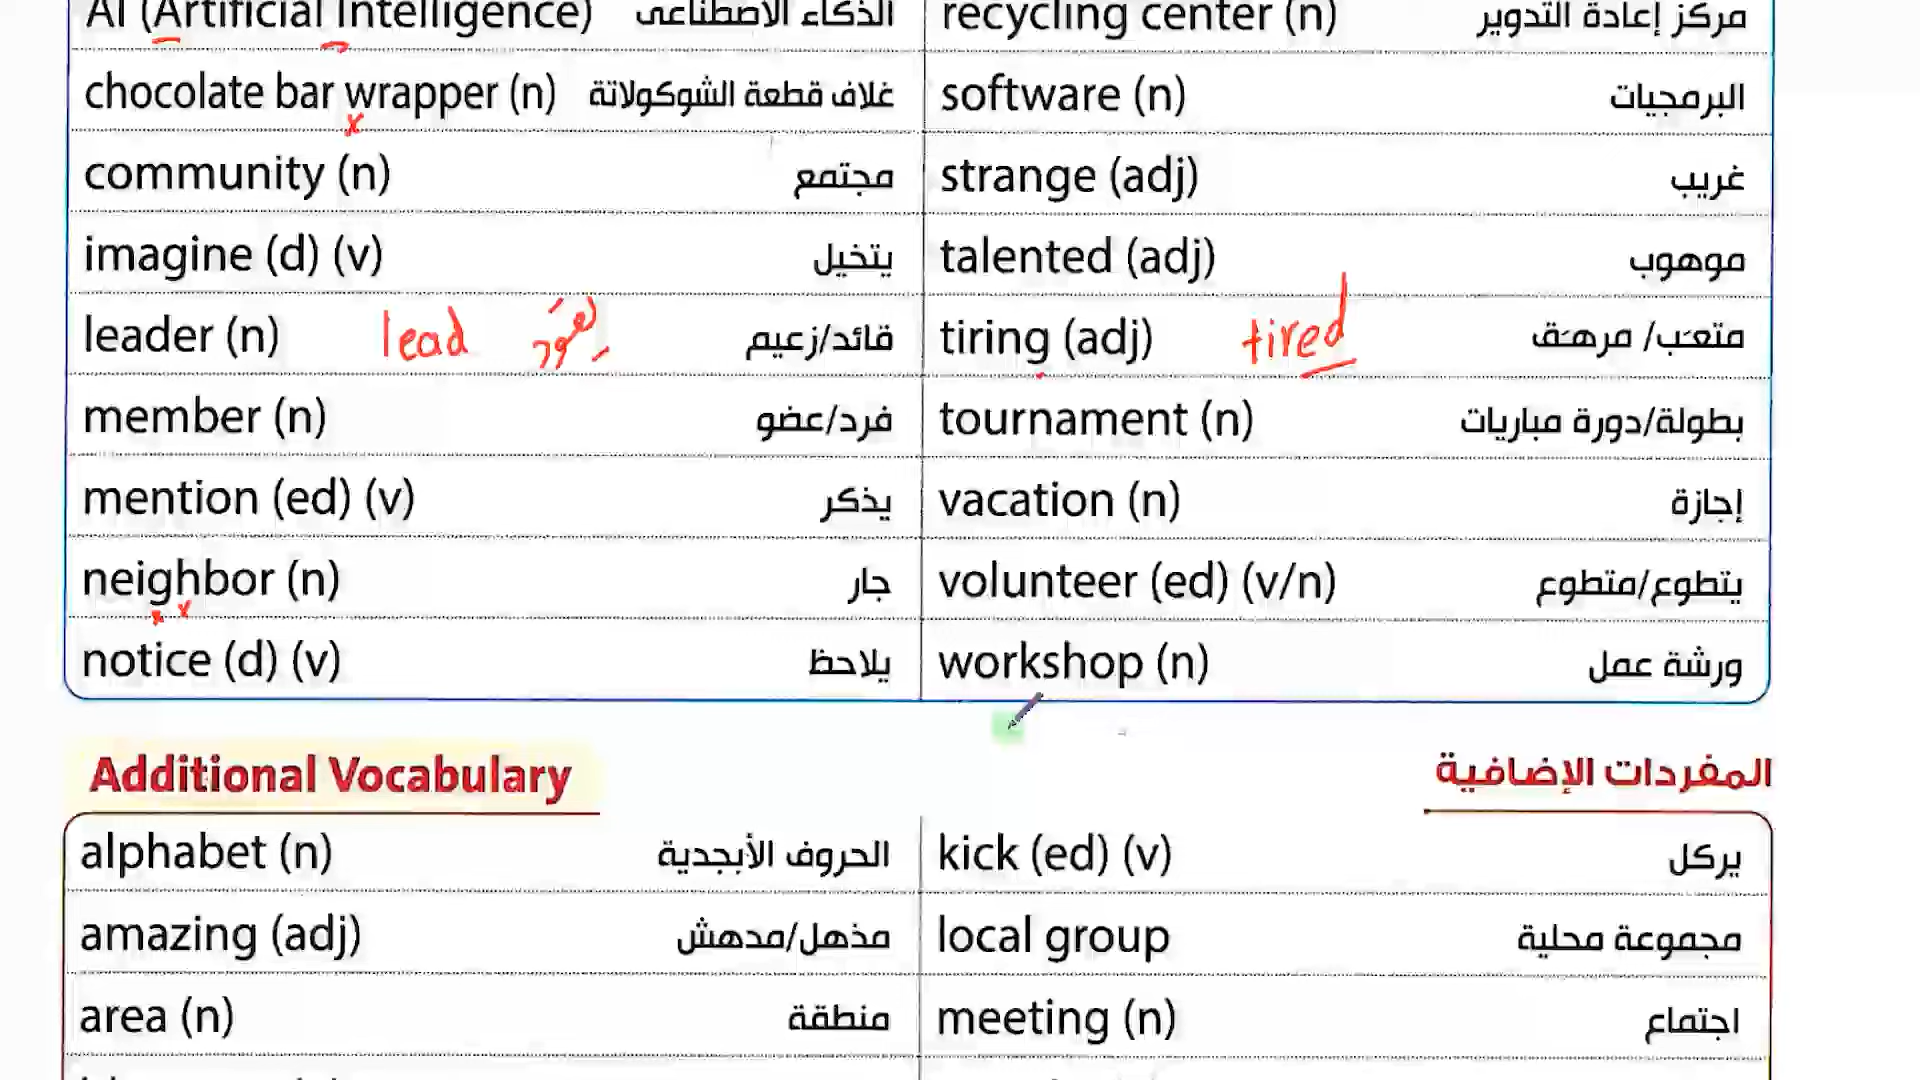 AI (Artificial Intelligence) الذكاء الاصطناعى recycling center (n) مركز إعادة التدوير
chocolate bar wrapper (n) غلاف قطعة الشوكولاتة software (n) البرمجيات
community (n) مجتمع strange (adj) غريب
imagine (d) (v) يتخيل talented (adj) موهوب
leader (n) lead يقود قائد/زعيم tiring (adj) tired متعَب/ مرهَق
member (n) فرد/عضو tournament (n) بطولة/دورة مباريات
mention (ed) (v) يذكر vacation (n) إجازة
neighbor (n) جار volunteer (ed) (v/n) يتطوع/متطوع
notice (d) (v) يلاحظ workshop (n) ورشة عمل
Additional Vocabulary المفردات الإضافية
alphabet (n) الحروف الأبجدية kick (ed) (v) يركل
amazing (adj) مذهل/مدهش local group مجموعة محلية
area (n) منطقة meeting (n) اجتماع